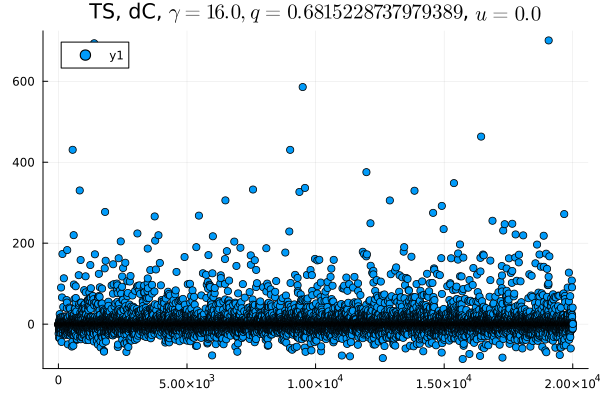 TS, dC, γ = 16.0, q = 0.6815228737979389, u = 0.0
y1
600
400
200
0
0 5.00×10³ 1.00×10⁴ 1.50×10⁴ 2.00×10⁴